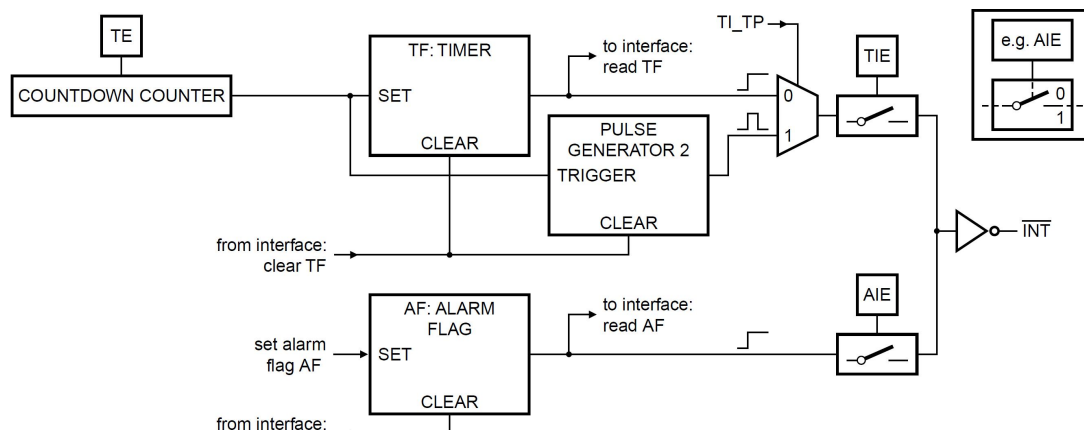 TE
COUNTDOWN COUNTER
TF: TIMER
SET
CLEAR
to interface:
read TF
PULSE
GENERATOR 2
TRIGGER
CLEAR
from interface:
clear TF
TI_TP
0
1
TIE
e.g. AIE
0
1
INT
AF: ALARM
FLAG
SET
CLEAR
set alarm
flag AF
to interface:
read AF
AIE
from interface: